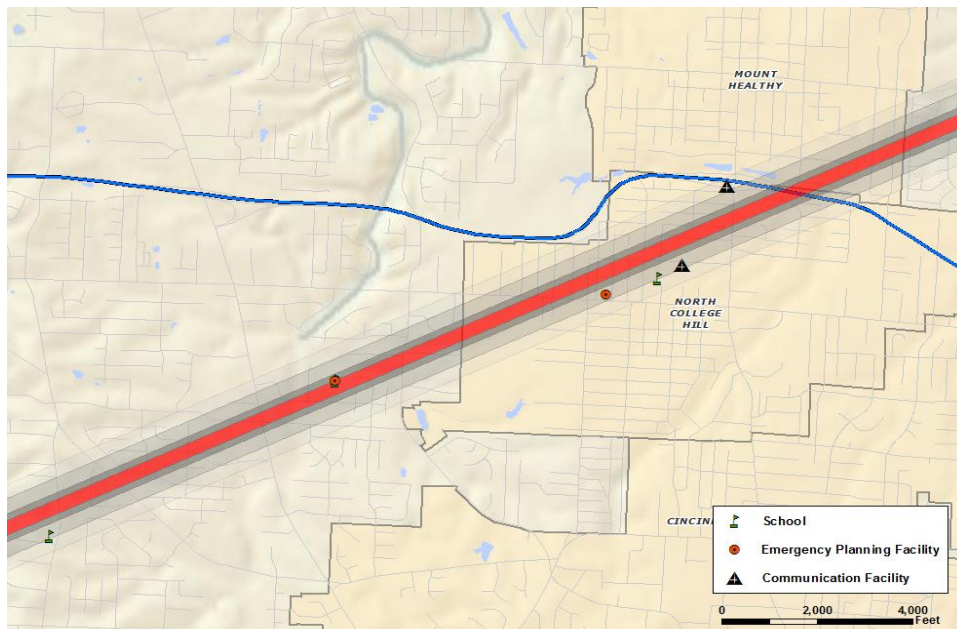 MOUNT
HEALTHY
NORTH
COLLEGE
HILL
CINCIN
School
Emergency Planning Facility
Communication Facility
0 2,000 4,000
Feet